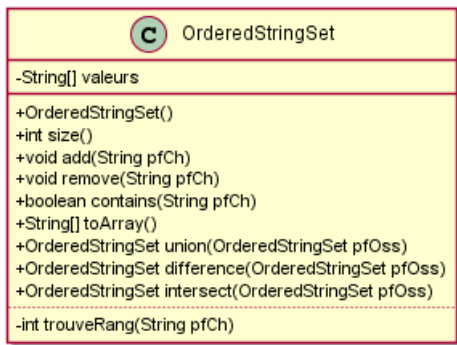 C OrderedStringSet
-String[] valeurs
+OrderedStringSet()
+int size()
+void add(String pfCh)
+void remove(String pfCh)
+boolean contains(String pfCh)
+String[] toArray()
+OrderedStringSet union(OrderedStringSet pfOss)
+OrderedStringSet difference(OrderedStringSet pfOss)
+OrderedStringSet intersect(OrderedStringSet pfOss)
-int trouveRang(String pfCh)